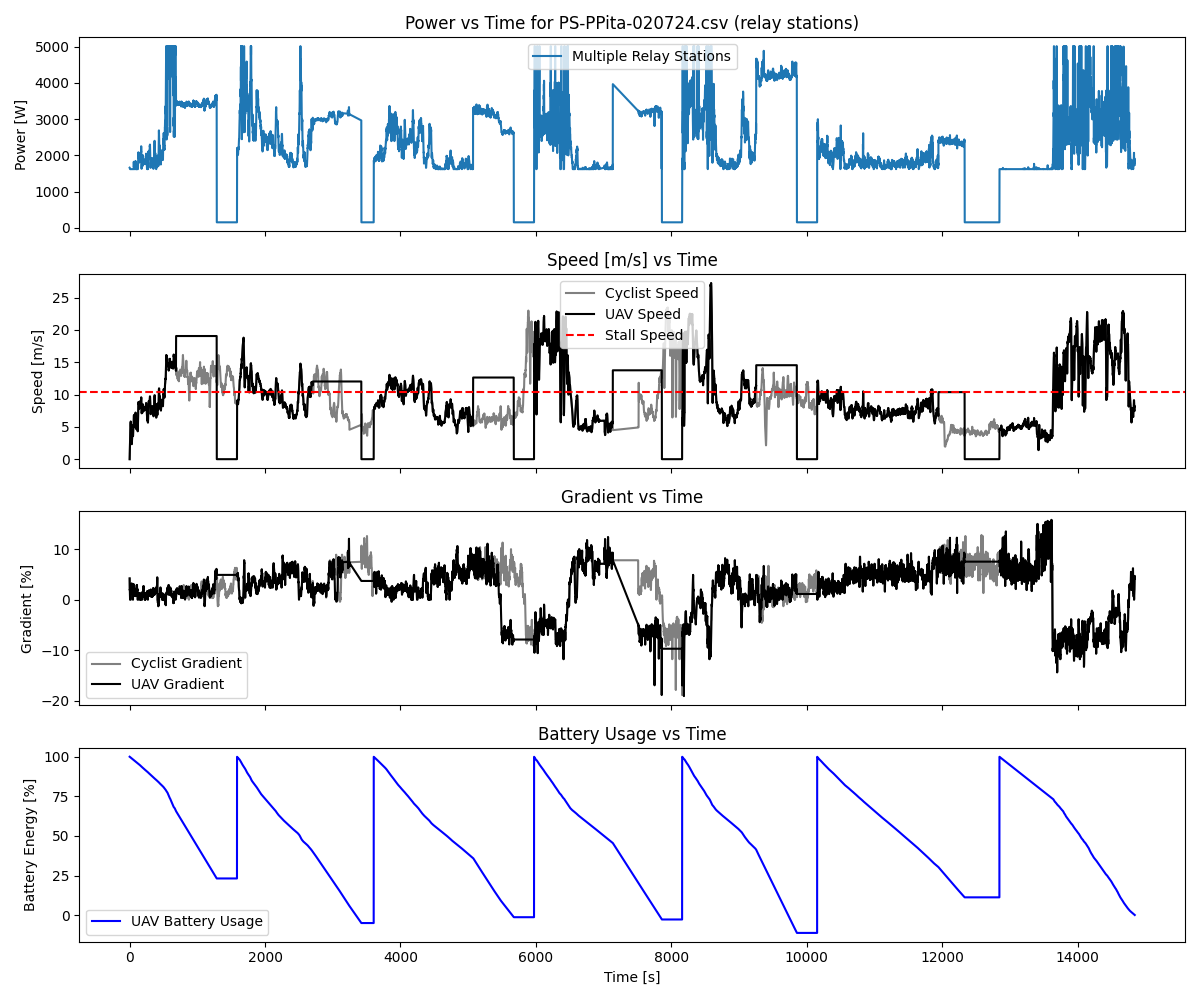 Power vs Time for PS-PPita-020724.csv (relay stations)
5000
4000
3000
2000
1000
0
Power [W]
Multiple Relay Stations
Speed [m/s] vs Time
25
20
15
10
5
0
Speed [m/s]
Cyclist Speed
UAV Speed
Stall Speed
Gradient vs Time
10
0
−10
−20
Gradient [%]
Cyclist Gradient
UAV Gradient
Battery Usage vs Time
100
75
50
25
0
Battery Energy [%]
UAV Battery Usage
0 2000 4000 6000 8000 10000 12000 14000
Time [s]